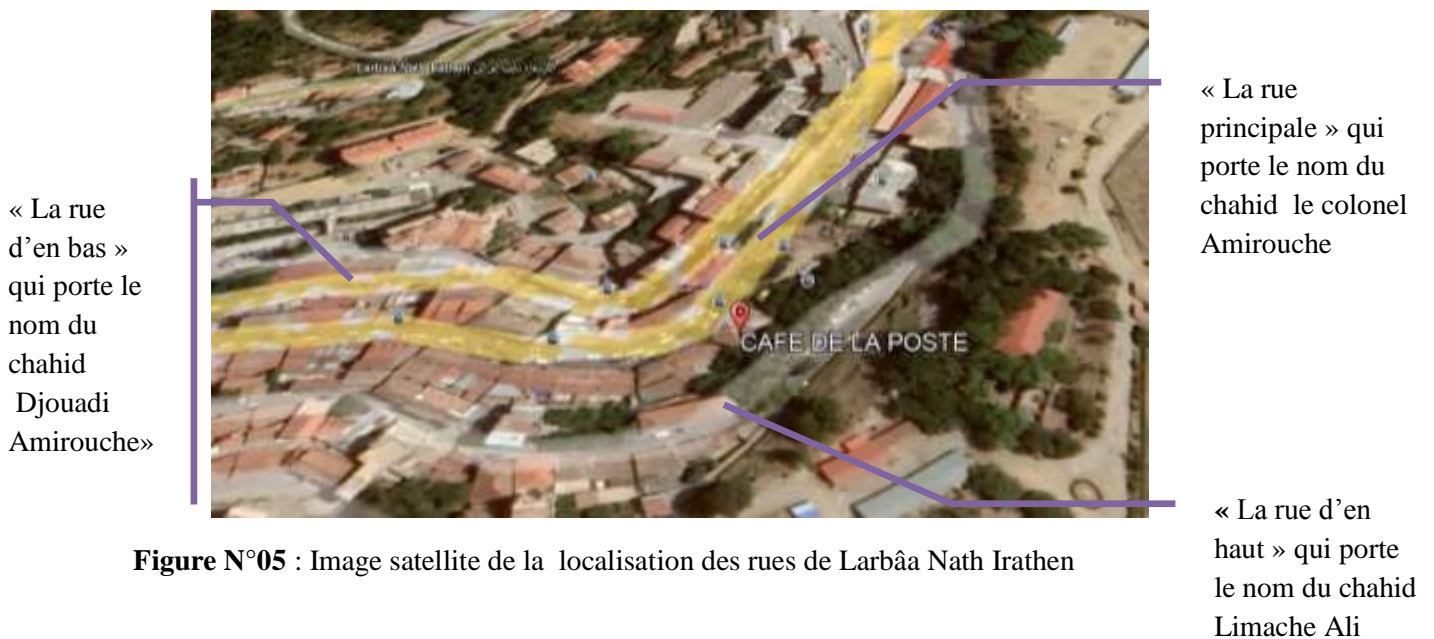 « La rue
d’en bas »
qui porte le
nom du
chahid
Djouadi
Amirouche»
CAFE DE LA POSTE
« La rue
principale » qui
porte le nom du
chahid le colonel
Amirouche
« La rue d’en
haut » qui porte
le nom du chahid
Limache Ali
Figure N°05 : Image satellite de la localisation des rues de Larbâa Nath Irathen